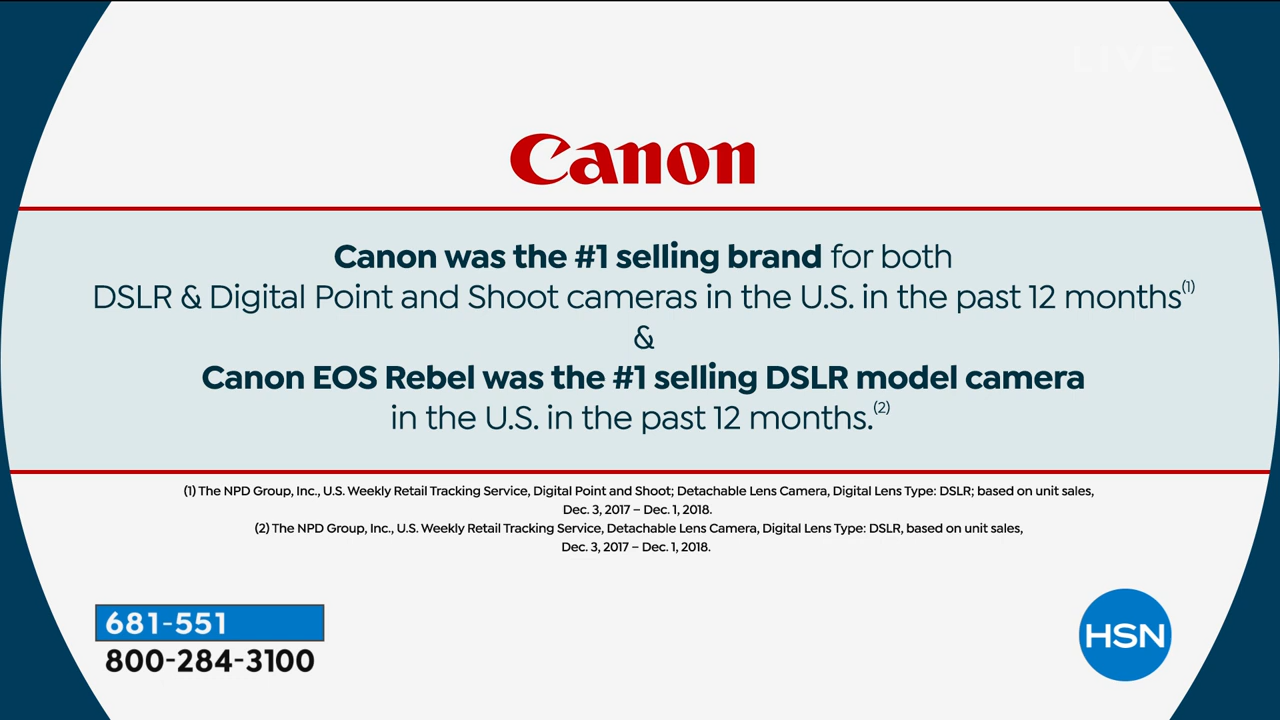 LIVE
Canon
Canon was the #1 selling brand for both
DSLR & Digital Point and Shoot cameras in the U.S. in the past 12 months(1)
&
Canon EOS Rebel was the #1 selling DSLR model camera
in the U.S. in the past 12 months.(2)
(1) The NPD Group, Inc., U.S. Weekly Retail Tracking Service, Digital Point and Shoot; Detachable Lens Camera, Digital Lens Type: DSLR; based on unit sales,
Dec. 3, 2017 – Dec. 1, 2018.
(2) The NPD Group, Inc., U.S. Weekly Retail Tracking Service, Detachable Lens Camera, Digital Lens Type: DSLR, based on unit sales,
Dec. 3, 2017 – Dec. 1, 2018.
681-551
800-284-3100
HSN